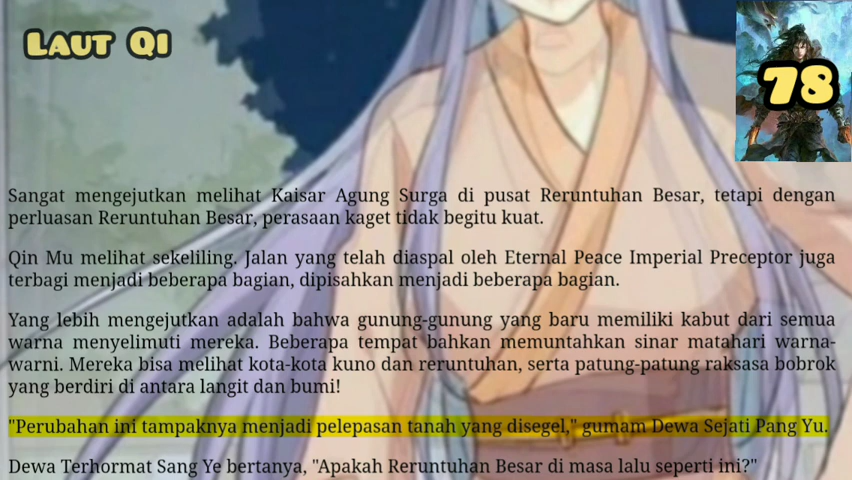 Laut Qi
78
Sangat mengejutkan melihat Kaisar Agung Surga di pusat Reruntuhan Besar, tetapi dengan
perluasan Reruntuhan Besar, perasaan kaget tidak begitu kuat.
Qin Mu melihat sekeliling. Jalan yang telah diaspal oleh Eternal Peace Imperial Preceptor juga
terbagi menjadi beberapa bagian, dipisahkan menjadi beberapa bagian.
Yang lebih mengejutkan adalah bahwa gunung-gunung yang baru memiliki kabut dari semua
warna menyelimuti mereka. Beberapa tempat bahkan memuntahkan sinar matahari warna-
warni. Mereka bisa melihat kota-kota kuno dan reruntuhan, serta patung-patung raksasa bobrok
yang berdiri di antara langit dan bumi!
"Perubahan ini tampaknya menjadi pelepasan tanah yang disegel," gumam Dewa Sejati Pang Yu.
Dewa Terhormat Sang Ye bertanya, "Apakah Reruntuhan Besar di masa lalu seperti ini?"